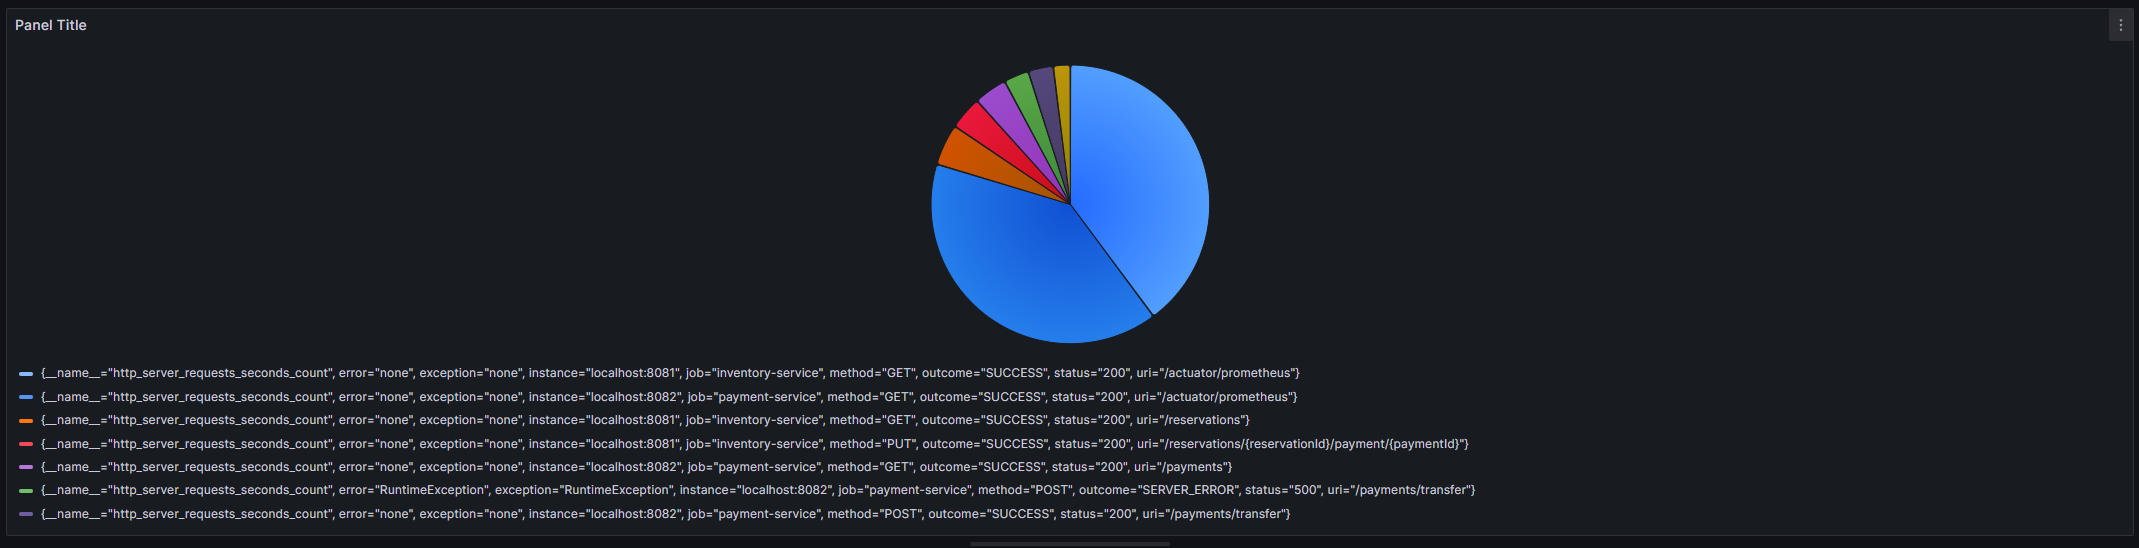 Panel Title
{__name__="http_server_requests_seconds_count", error="none", exception="none", instance="localhost:8081", job="inventory-service", method="GET", outcome="SUCCESS", status="200", uri="/actuator/prometheus"}
{__name__="http_server_requests_seconds_count", error="none", exception="none", instance="localhost:8082", job="payment-service", method="GET", outcome="SUCCESS", status="200", uri="/actuator/prometheus"}
{__name__="http_server_requests_seconds_count", error="none", exception="none", instance="localhost:8081", job="inventory-service", method="GET", outcome="SUCCESS", status="200", uri="/reservations"}
{__name__="http_server_requests_seconds_count", error="none", exception="none", instance="localhost:8081", job="inventory-service", method="PUT", outcome="SUCCESS", status="200", uri="/reservations/{reservationId}/payment/{paymentId}"}
{__name__="http_server_requests_seconds_count", error="none", exception="none", instance="localhost:8082", job="payment-service", method="GET", outcome="SUCCESS", status="200", uri="/payments"}
{__name__="http_server_requests_seconds_count", error="RuntimeException", exception="RuntimeException", instance="localhost:8082", job="payment-service", method="POST", outcome="SERVER_ERROR", status="500", uri="/payments/transfer"}
{__name__="http_server_requests_seconds_count", error="none", exception="none", instance="localhost:8082", job="payment-service", method="POST", outcome="SUCCESS", status="200", uri="/payments/transfer"}